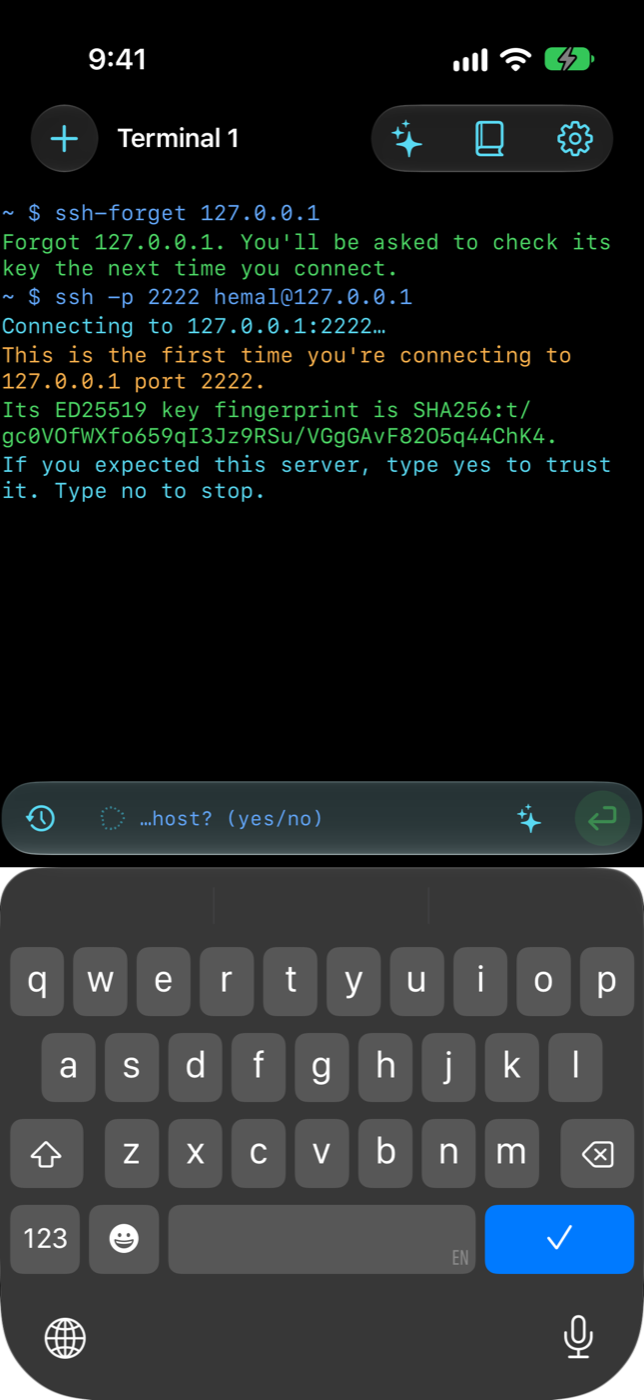 9:41
Terminal 1
~ $ ssh-forget 127.0.0.1
Forgot 127.0.0.1. You'll be asked to check its
key the next time you connect.
~ $ ssh -p 2222 hemal@127.0.0.1
Connecting to 127.0.0.1:2222…
This is the first time you're connecting to
127.0.0.1 port 2222.
Its ED25519 key fingerprint is SHA256:t/
gc0VOfWXfo659qI3Jz9RSu/VGgGAvF82O5q44ChK4.
If you expected this server, type yes to trust
it. Type no to stop.
…host? (yes/no)
q w e r t y u i o p
a s d f g h j k l
z x c v b n m
123
EN